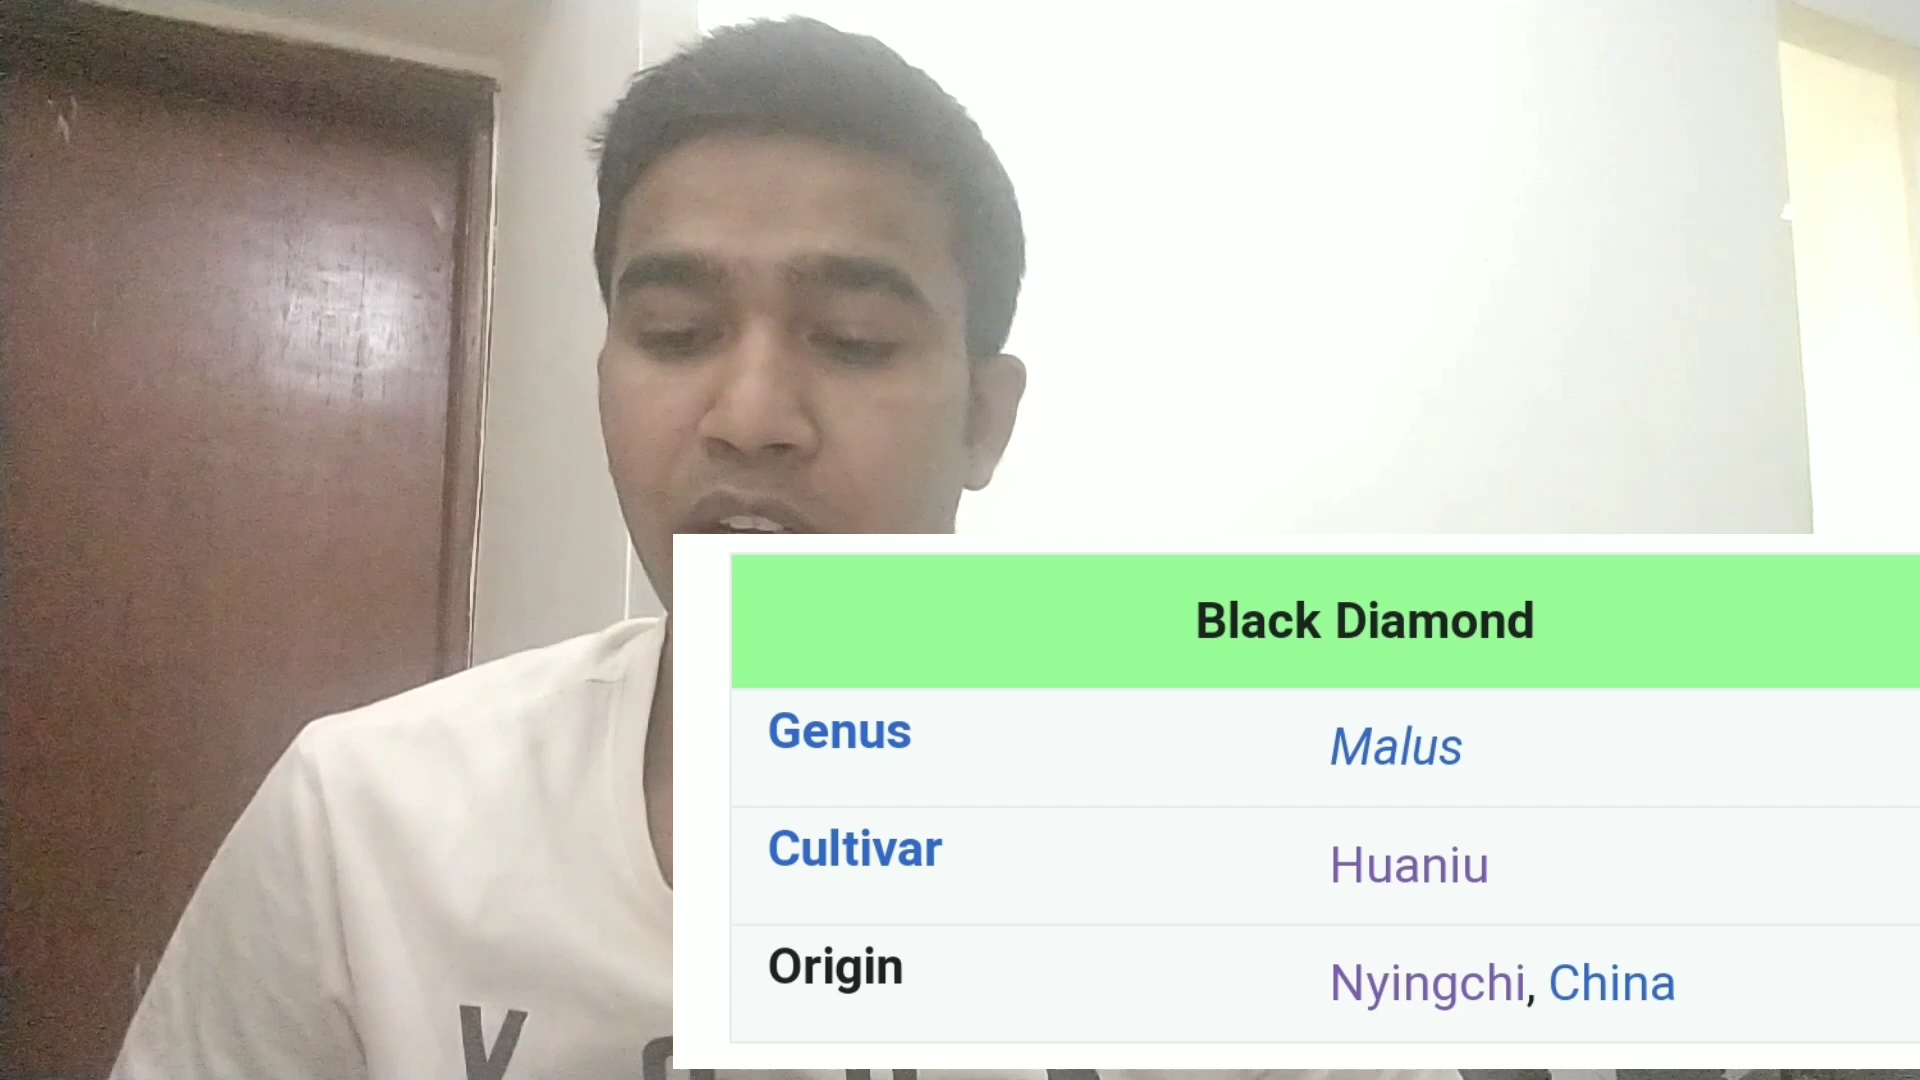 Black Diamond
Genus Malus
Cultivar Huaniu
Origin Nyingchi, China